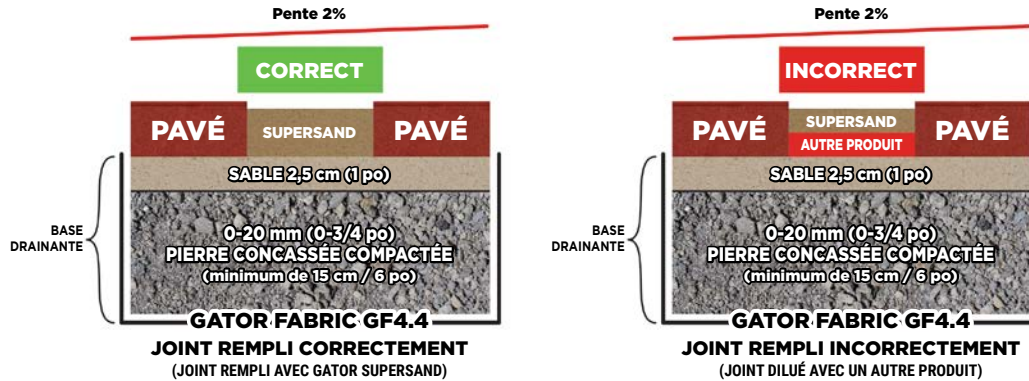 Pente 2%
CORRECT
PAVÉ
SUPERSAND
PAVÉ
SABLE 2,5 cm (1 po)
BASE
DRAINANTE
0-20 mm (0-3/4 po)
PIERRE CONCASSÉE COMPACTÉE
(minimum de 15 cm / 6 po)
GATOR FABRIC GF4.4
JOINT REMPLI CORRECTEMENT
(JOINT REMPLI AVEC GATOR SUPERSAND)
Pente 2%
INCORRECT
PAVÉ
SUPERSAND
AUTRE PRODUIT
PAVÉ
SABLE 2,5 cm (1 po)
BASE
DRAINANTE
0-20 mm (0-3/4 po)
PIERRE CONCASSÉE COMPACTÉE
(minimum de 15 cm / 6 po)
GATOR FABRIC GF4.4
JOINT REMPLI INCORRECTEMENT
(JOINT DILUÉ AVEC UN AUTRE PRODUIT)